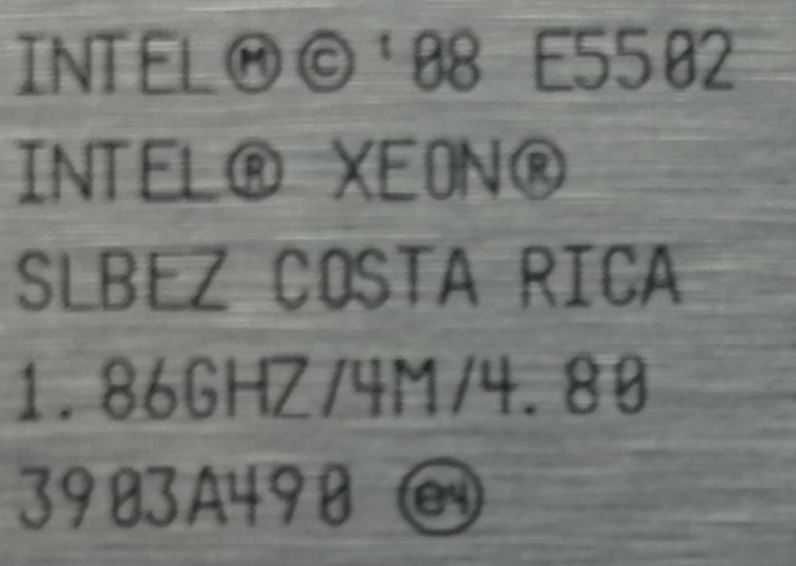 INTEL Ⓜ © '08 E5502
INTEL® XEON®
SLBEZ COSTA RICA
1.86GHZ/4M/4.80
3903A490 e4